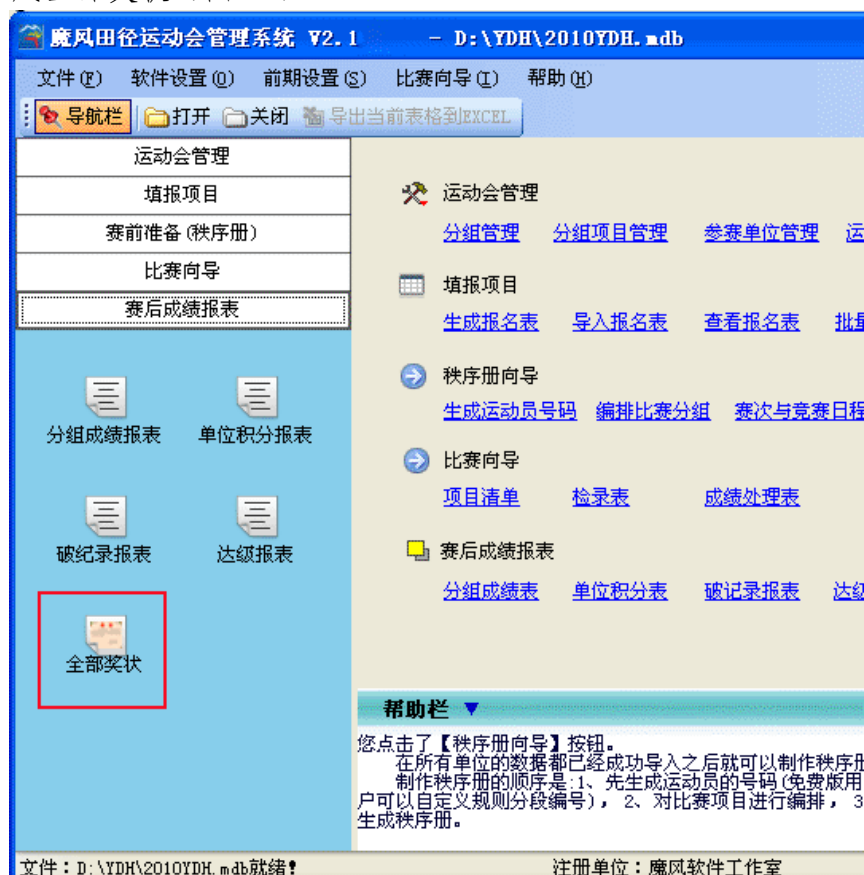 魔风田径运动会管理系统 V2.1 - D:\YDH\2010YDH.mdb
文件(F) 软件设置(O) 前期设置(S) 比赛向导(I) 帮助(H)
导航栏 打开 关闭 导出当前表格到EXCEL
运动会管理
填报项目
赛前准备(秩序册)
比赛向导
赛后成绩报表
分组成绩报表 单位积分报表
破纪录报表 达级报表
全部奖状
运动会管理
分组管理 分组项目管理 参赛单位管理 运
填报项目
生成报名表 导入报名表 查看报名表 批量
秩序册向导
生成运动员号码 编排比赛分组 赛次与竞赛日程
比赛向导
项目清单 检录表 成绩处理表
赛后成绩报表
分组成绩表 单位积分表 破记录报表 达级
帮助栏 ▼
您点击了【秩序册向导】按钮。
在所有单位的数据都已经成功导入之后就可以制作秩序册
制作秩序册的顺序是:1、先生成运动员的号码(免费版用
户可以自定义规则分段编号), 2、对比赛项目进行编排, 3
生成秩序册。
文件：D:\YDH\2010YDH.mdb就绪! 注册单位：魔风软件工作室